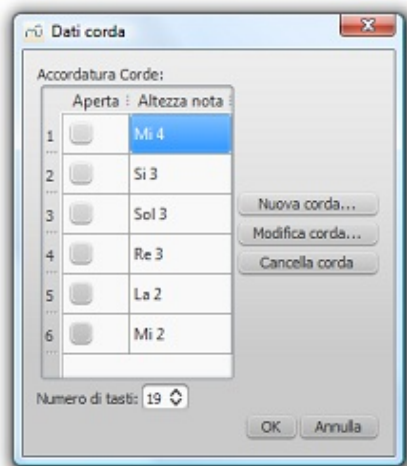 Dati corda
Accordatura Corde:
Aperta Altezza nota
1 Mi 4
2 Si 3
3 Sol 3
4 Re 3
5 La 2
6 Mi 2
Nuova corda...
Modifica corda...
Cancella corda
Numero di tasti: 19
OK Annulla